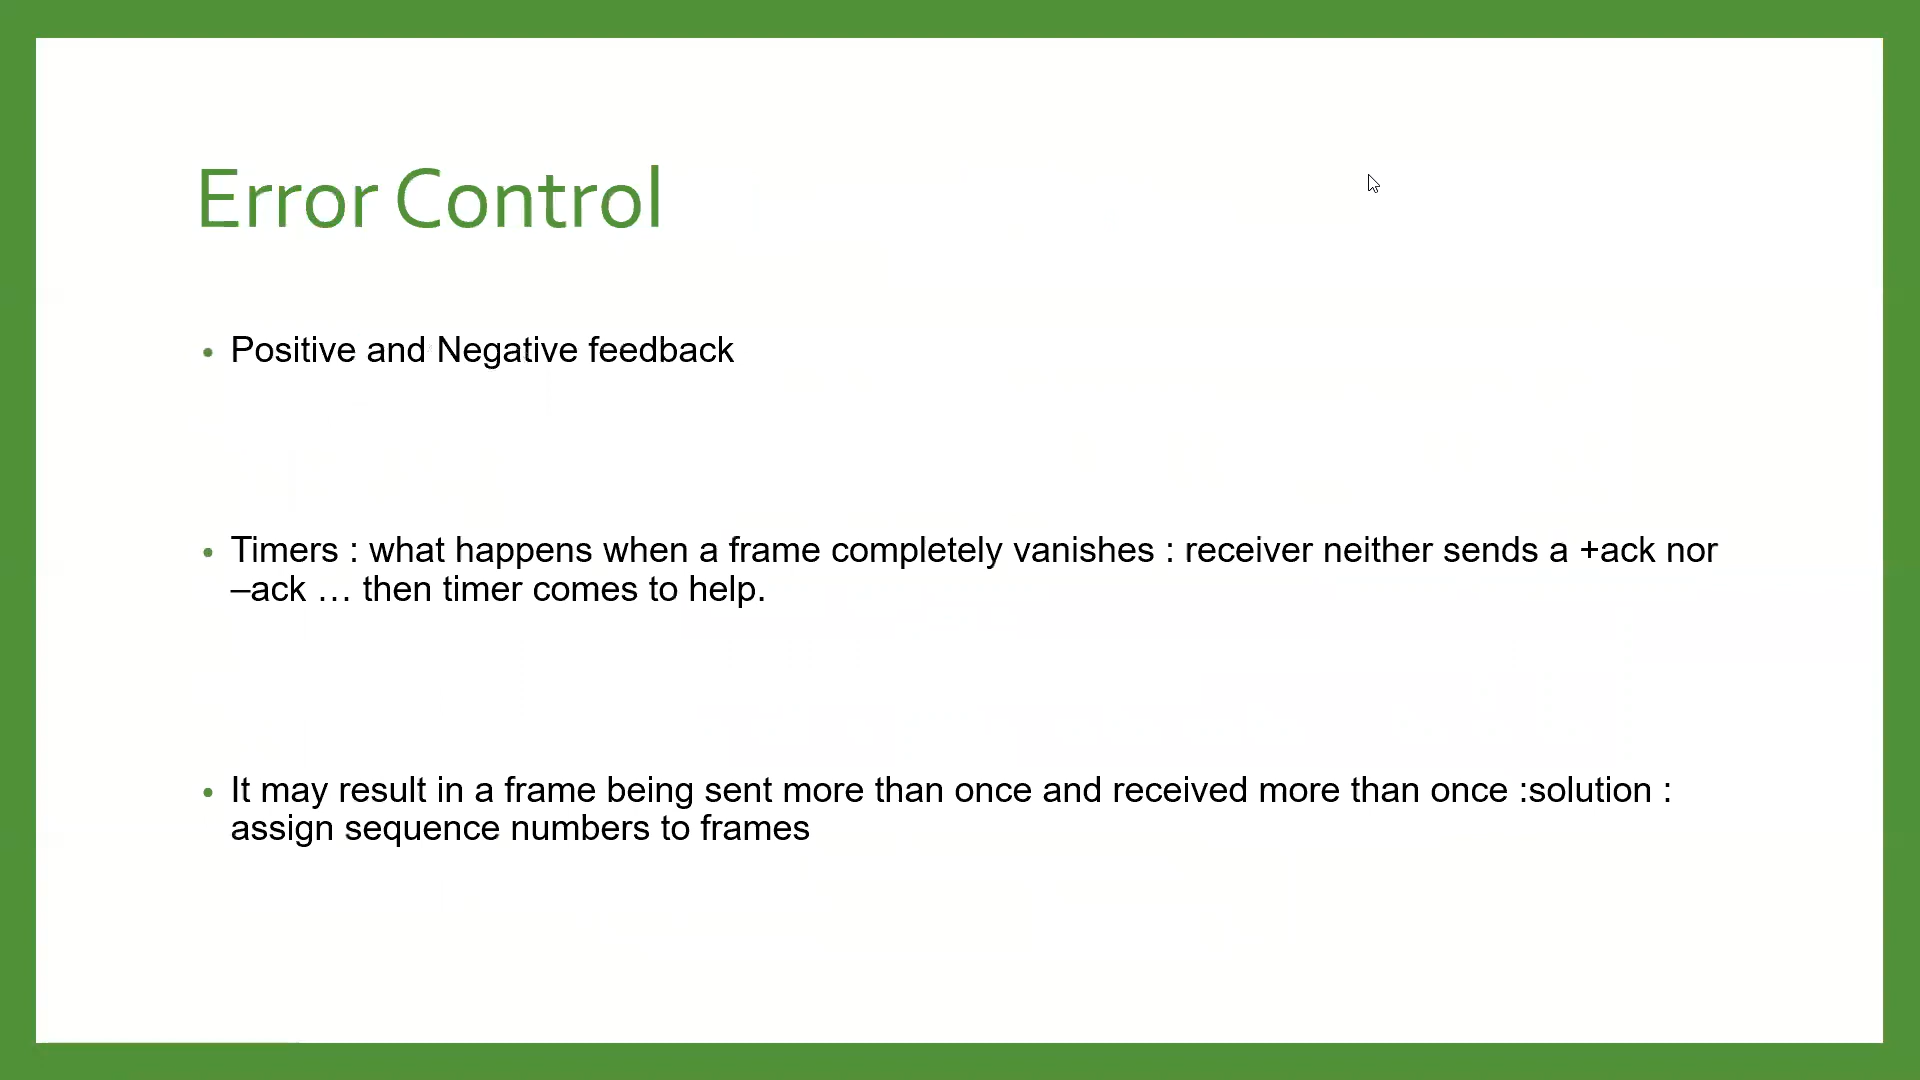 Error Control
• Positive and Negative feedback
• Timers : what happens when a frame completely vanishes : receiver neither sends a +ack nor
–ack … then timer comes to help.
• It may result in a frame being sent more than once and received more than once :solution :
assign sequence numbers to frames